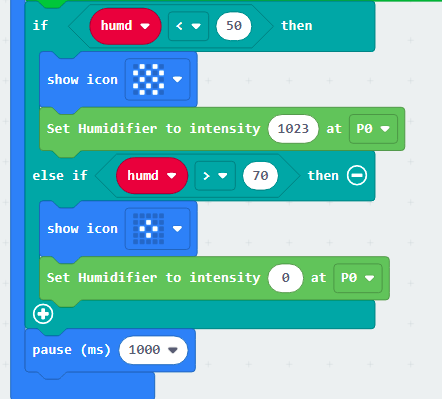 if humd < 50 then
show icon
Set Humidifier to intensity 1023 at P0
else if humd > 70 then
show icon
Set Humidifier to intensity 0 at P0
pause (ms) 1000